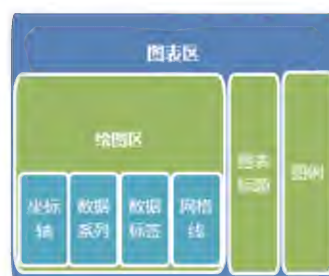 图表区
绘图区
图表
标题
图例
坐标
轴
数据
系列
数据
标签
网格
线